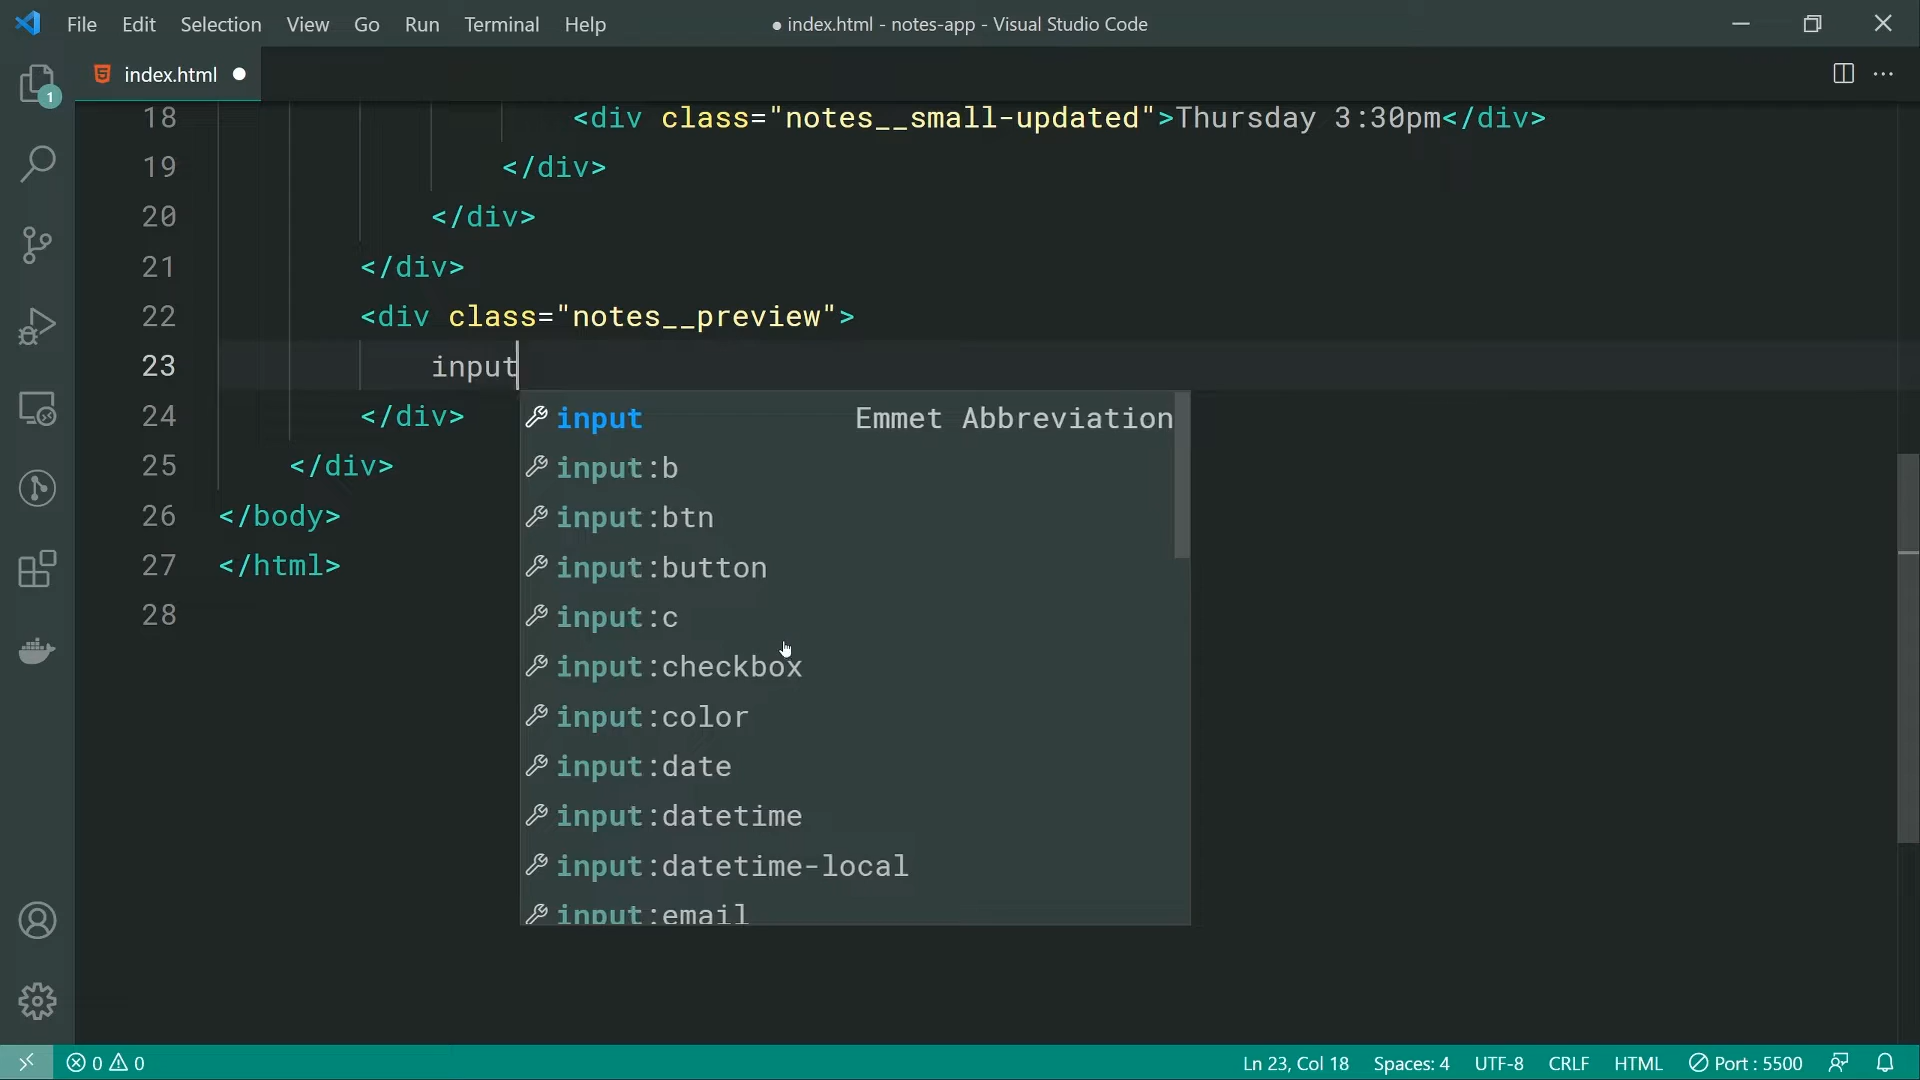 File Edit Selection View Go Run Terminal Help
● index.html - notes-app - Visual Studio Code
index.html ●
1
18 <div class="notes__small-updated">Thursday 3:30pm</div>
19 </div>
20 </div>
21 </div>
22 <div class="notes__preview">
23 input
24 </div>
25 </div>
26 </body>
27 </html>
28
input Emmet Abbreviation
input:b
input:btn
input:button
input:c
input:checkbox
input:color
input:date
input:datetime
input:datetime-local
input:email
0 0
Ln 23, Col 18 Spaces: 4 UTF-8 CRLF HTML Port : 5500